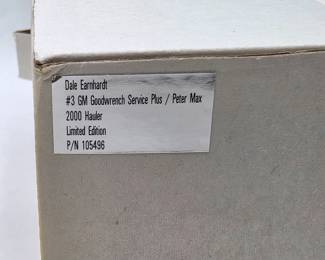 Dale Earnhardt
#3 GM Goodwrench Service Plus / Peter Max
2000 Hauler
Limited Edition
P/N 105496